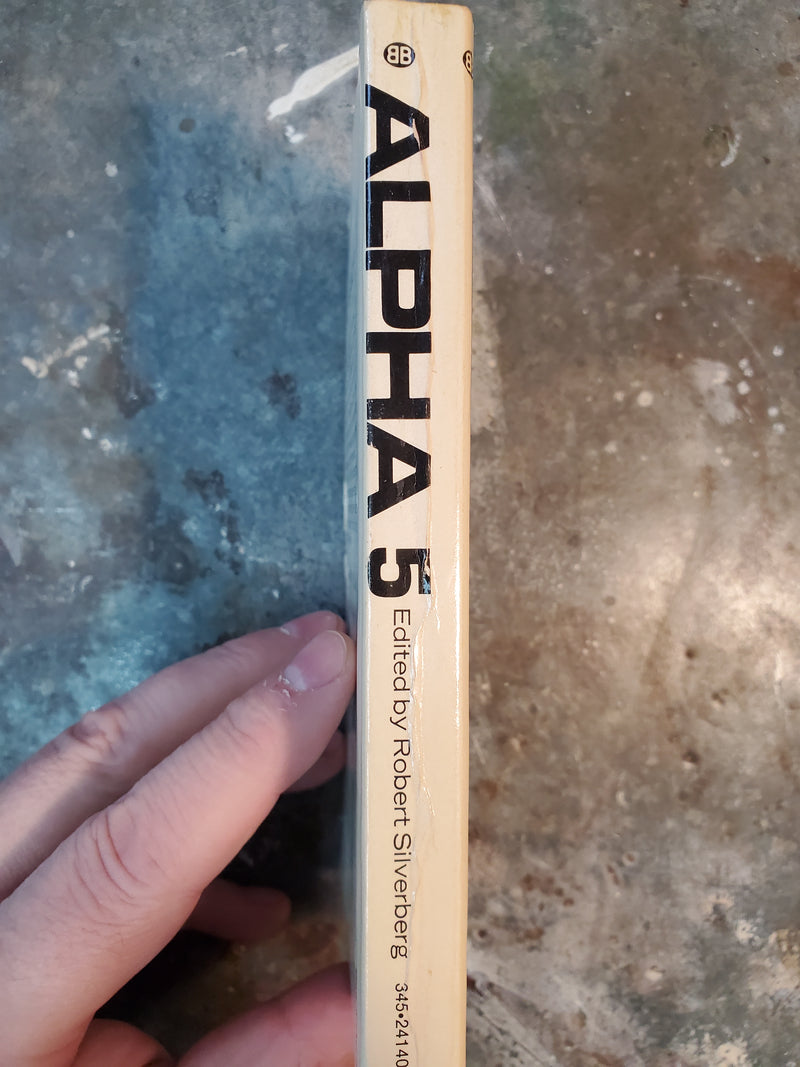 BB
ALPHA 5
Edited by Robert Silverberg
345•24140